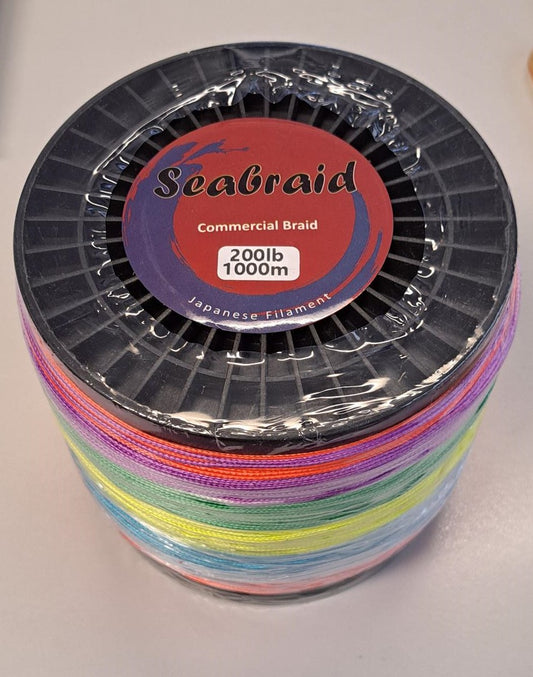 Seabraid
Commercial Braid
200lb
1000m
Japanese Filament